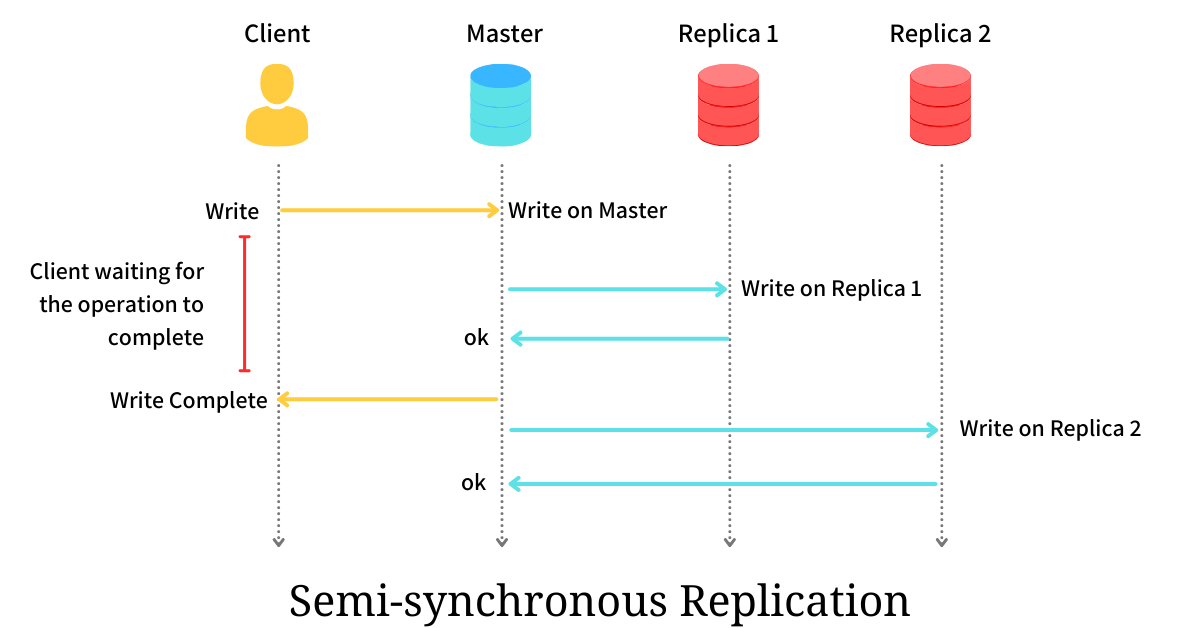 Client
Master
Replica 1
Replica 2
Write
Write on Master
Client waiting for
the operation to
complete
Write on Replica 1
ok
Write Complete
Write on Replica 2
ok
Semi-synchronous Replication